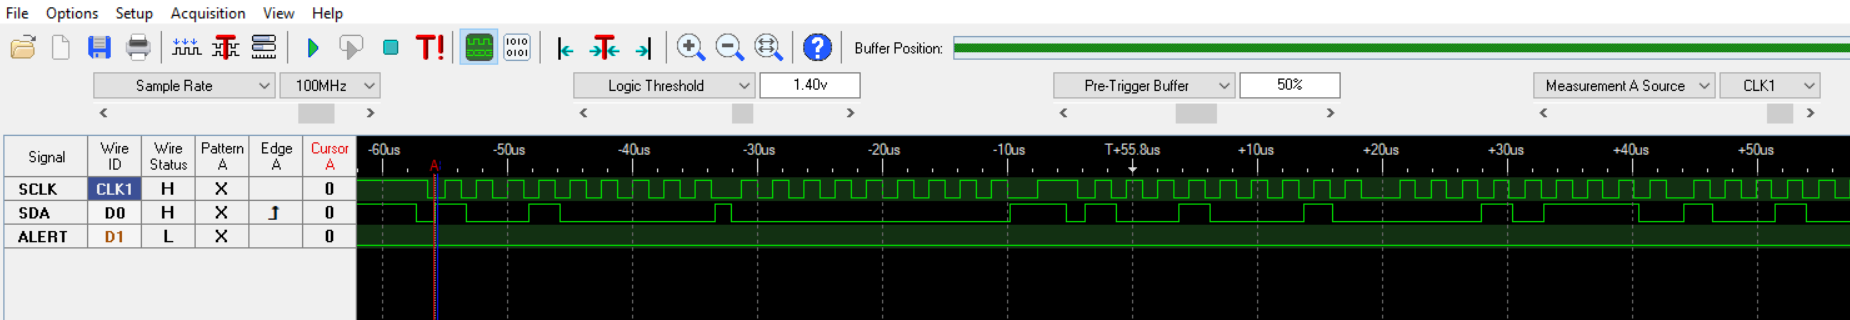 File Options Setup Acquisition View Help
T! 1010 0101 ? Buffer Position:
Sample Rate 100MHz Logic Threshold 1.40v Pre-Trigger Buffer 50% Measurement A Source CLK1
Signal Wire ID Wire Status Pattern A Edge A Cursor A -60us -50us -40us -30us -20us -10us T+55.8us +10us +20us +30us +40us +50us
A
SCLK CLK1 H X 0
SDA D0 H X 0
ALERT D1 L X 0